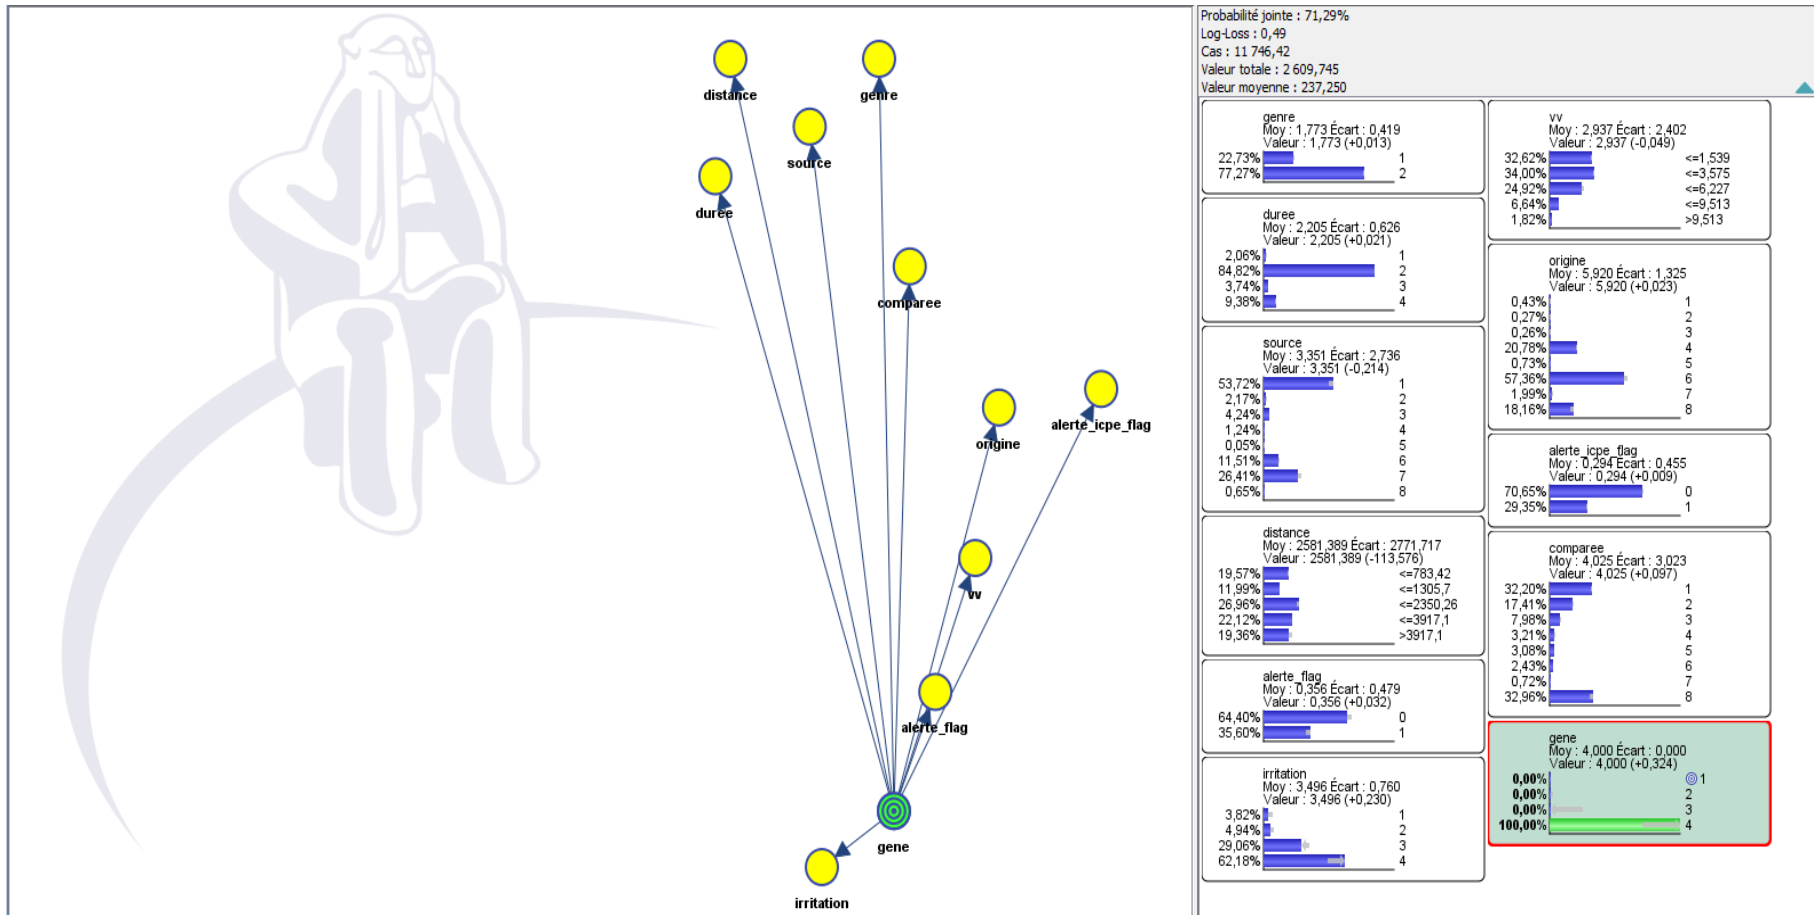 distance
genre
source
duree
comparee
alerte_icpe_flag
origine
vv
alerte_flag
gene
irritation
Probabilité jointe : 71,29%
Log-Loss : 0,49
Cas : 11 746,42
Valeur totale : 2 609,745
Valeur moyenne : 237,250
genre
Moy : 1,773 Écart : 0,419
Valeur : 1,773 (+0,013)
22,73% 1
77,27% 2
duree
Moy : 2,205 Écart : 0,626
Valeur : 2,205 (+0,021)
2,06% 1
84,82% 2
3,74% 3
9,38% 4
source
Moy : 3,351 Écart : 2,736
Valeur : 3,351 (-0,214)
53,72% 1
2,17% 2
4,24% 3
1,24% 4
0,05% 5
11,51% 6
26,41% 7
0,65% 8
distance
Moy : 2581,389 Écart : 2771,717
Valeur : 2581,389 (-113,576)
19,57% <=783,42
11,99% <=1305,7
26,96% <=2350,26
22,12% <=3917,1
19,36% >3917,1
alerte_flag
Moy : 0,356 Écart : 0,479
Valeur : 0,356 (+0,032)
64,40% 0
35,60% 1
irritation
Moy : 3,496 Écart : 0,760
Valeur : 3,496 (+0,230)
3,82% 1
4,94% 2
29,06% 3
62,18% 4
vv
Moy : 2,937 Écart : 2,402
Valeur : 2,937 (-0,049)
32,62% <=1,539
34,00% <=3,575
24,92% <=6,227
6,64% <=9,513
1,82% >9,513
origine
Moy : 5,920 Écart : 1,325
Valeur : 5,920 (+0,023)
0,43% 1
0,27% 2
0,26% 3
20,78% 4
0,73% 5
57,36% 6
1,99% 7
18,16% 8
alerte_icpe_flag
Moy : 0,294 Écart : 0,455
Valeur : 0,294 (+0,009)
70,65% 0
29,35% 1
comparee
Moy : 4,025 Écart : 3,023
Valeur : 4,025 (+0,097)
32,20% 1
17,41% 2
7,98% 3
3,21% 4
3,08% 5
2,43% 6
0,72% 7
32,96% 8
gene
Moy : 4,000 Écart : 0,000
Valeur : 4,000 (+0,324)
0,00% 1
0,00% 2
0,00% 3
100,00% 4